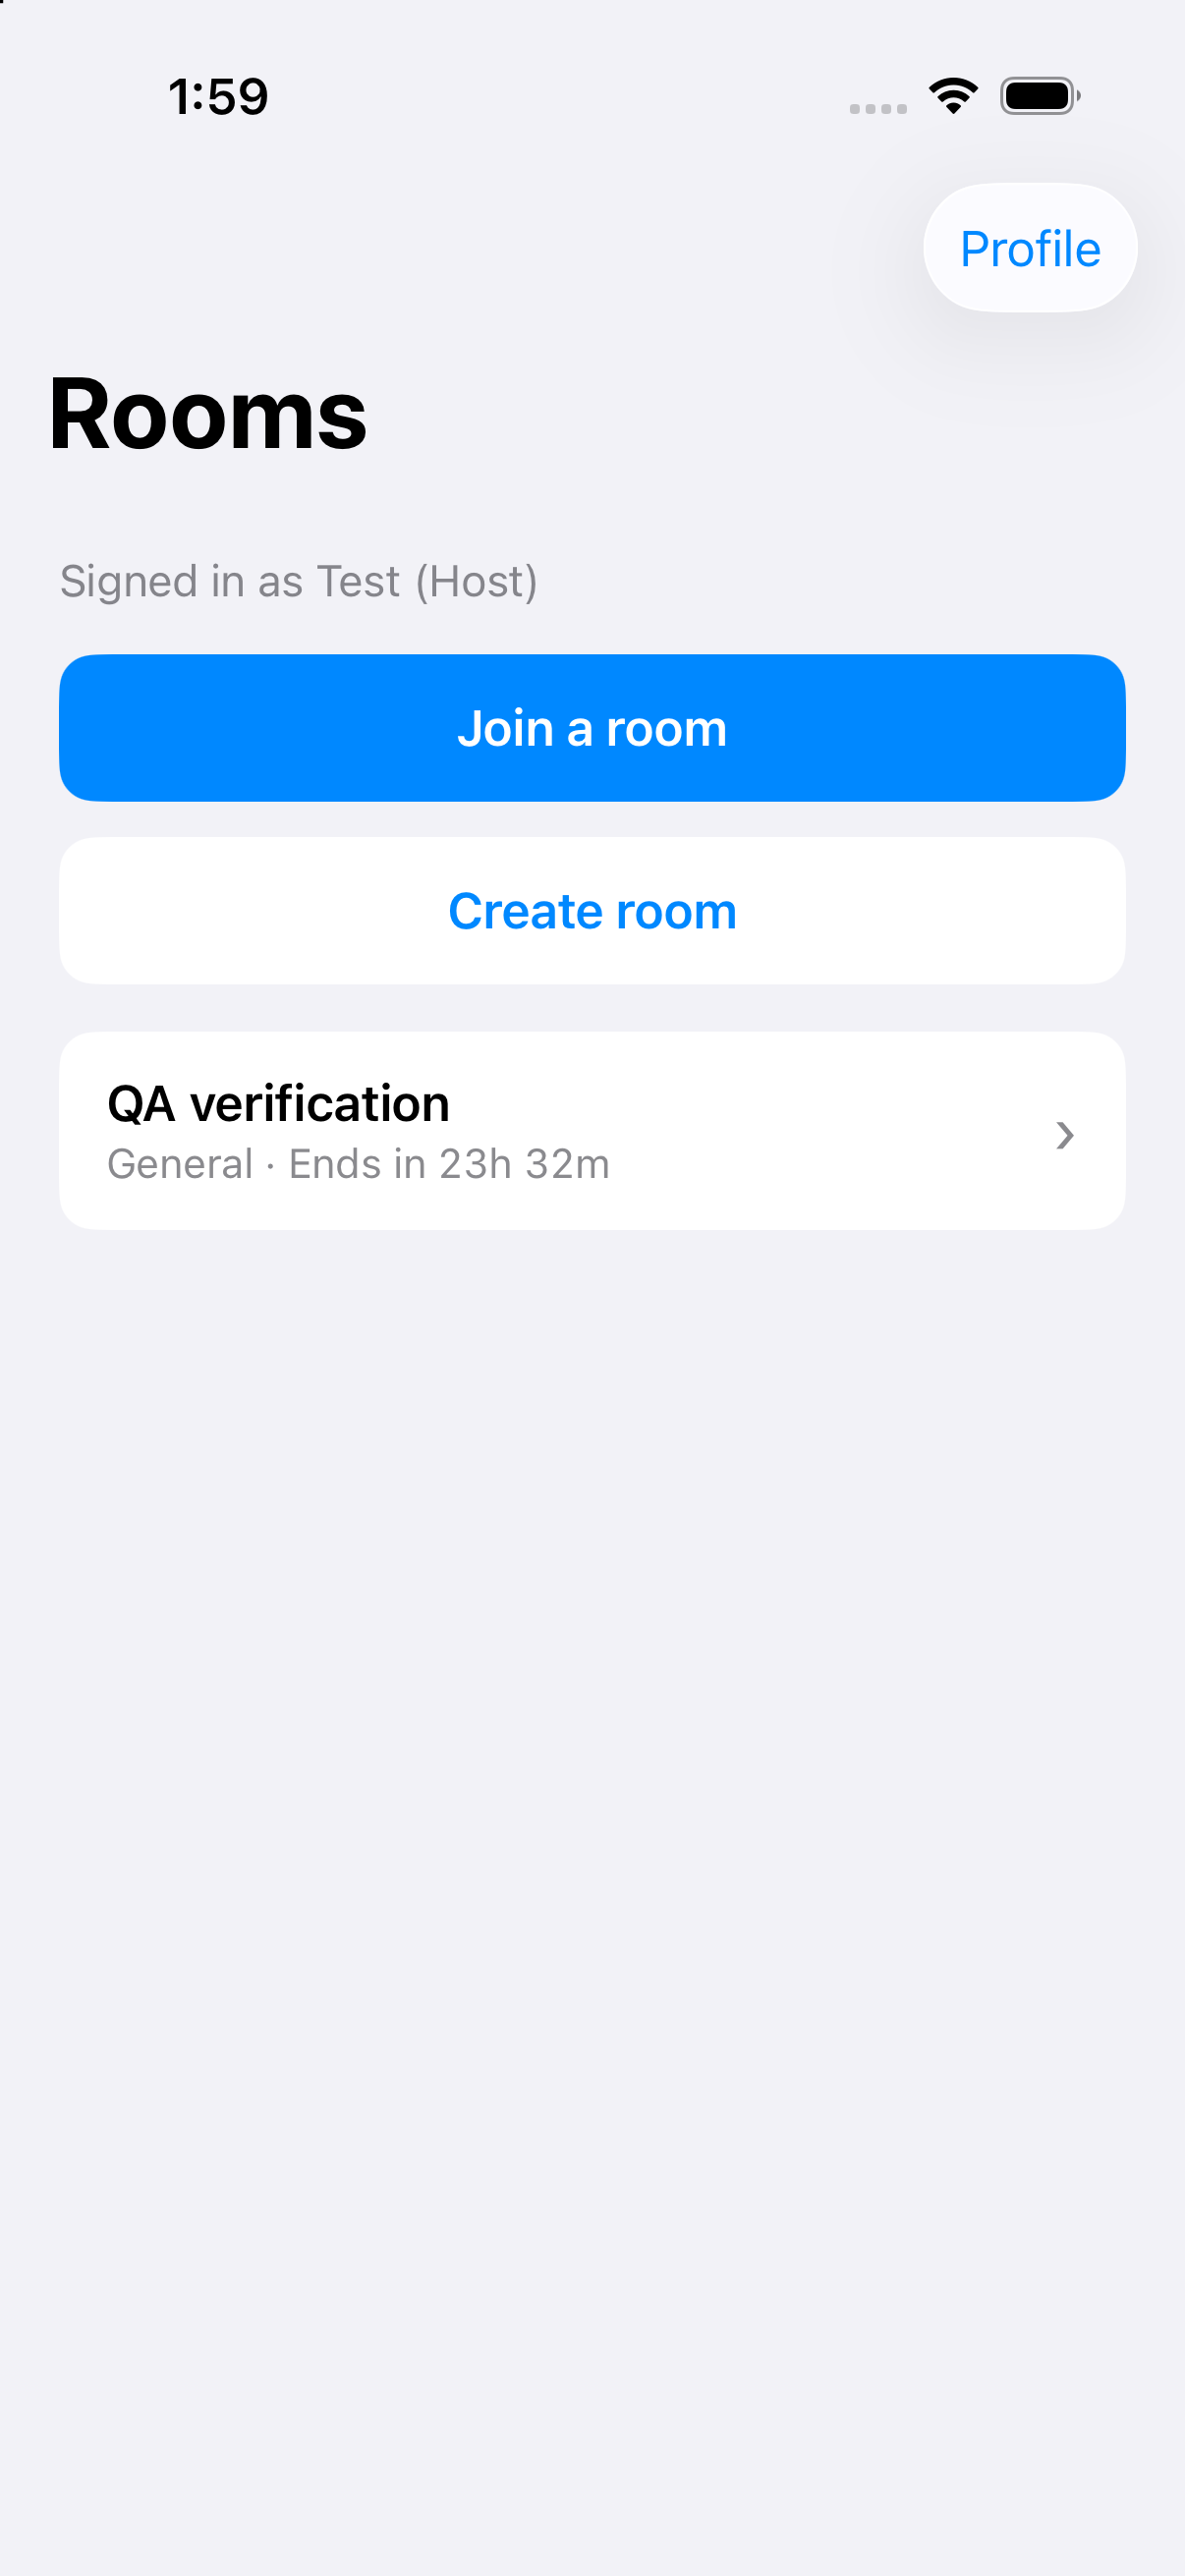 1:59
Profile
Rooms
Signed in as Test (Host)
Join a room
Create room
QA verification
General · Ends in 23h 32m